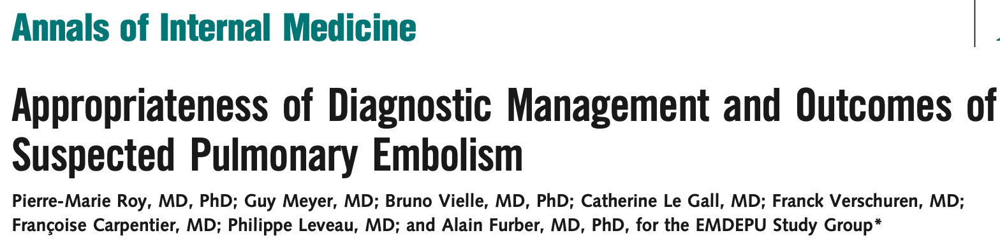 Annals of Internal Medicine
Appropriateness of Diagnostic Management and Outcomes of
Suspected Pulmonary Embolism
Pierre-Marie Roy, MD, PhD; Guy Meyer, MD; Bruno Vielle, MD, PhD; Catherine Le Gall, MD; Franck Verschuren, MD;
Françoise Carpentier, MD; Philippe Leveau, MD; and Alain Furber, MD, PhD, for the EMDEPU Study Group*